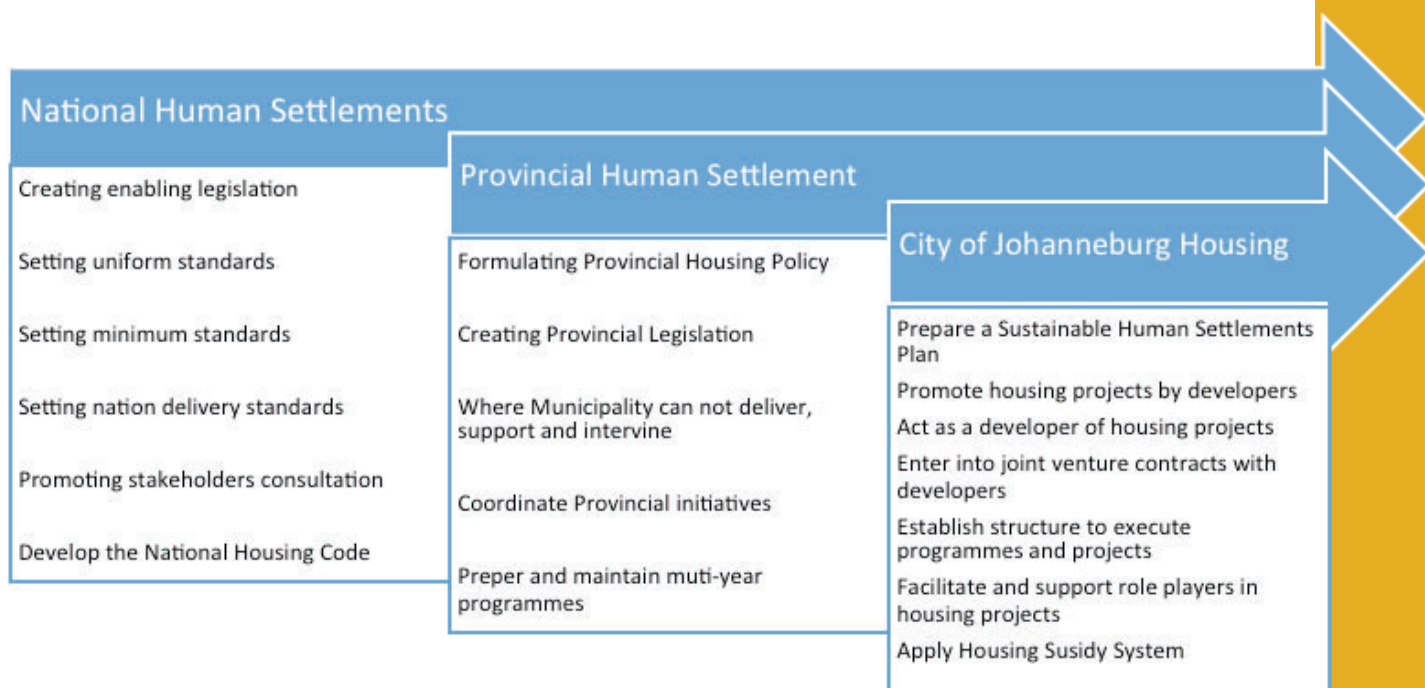 National Human Settlements
Creating enabling legislation
Setting uniform standards
Setting minimum standards
Setting nation delivery standards
Promoting stakeholders consultation
Develop the National Housing Code
Provincial Human Settlement
Formulating Provincial Housing Policy
Creating Provincial Legislation
Where Municipality can not deliver,
support and intervine
Coordinate Provincial initiatives
Preper and maintain muti-year
programmes
City of Johanneburg Housing
Prepare a Sustainable Human Settlements
Plan
Promote housing projects by developers
Act as a developer of housing projects
Enter into joint venture contracts with
developers
Establish structure to execute
programmes and projects
Facilitate and support role players in
housing projects
Apply Housing Susidy System